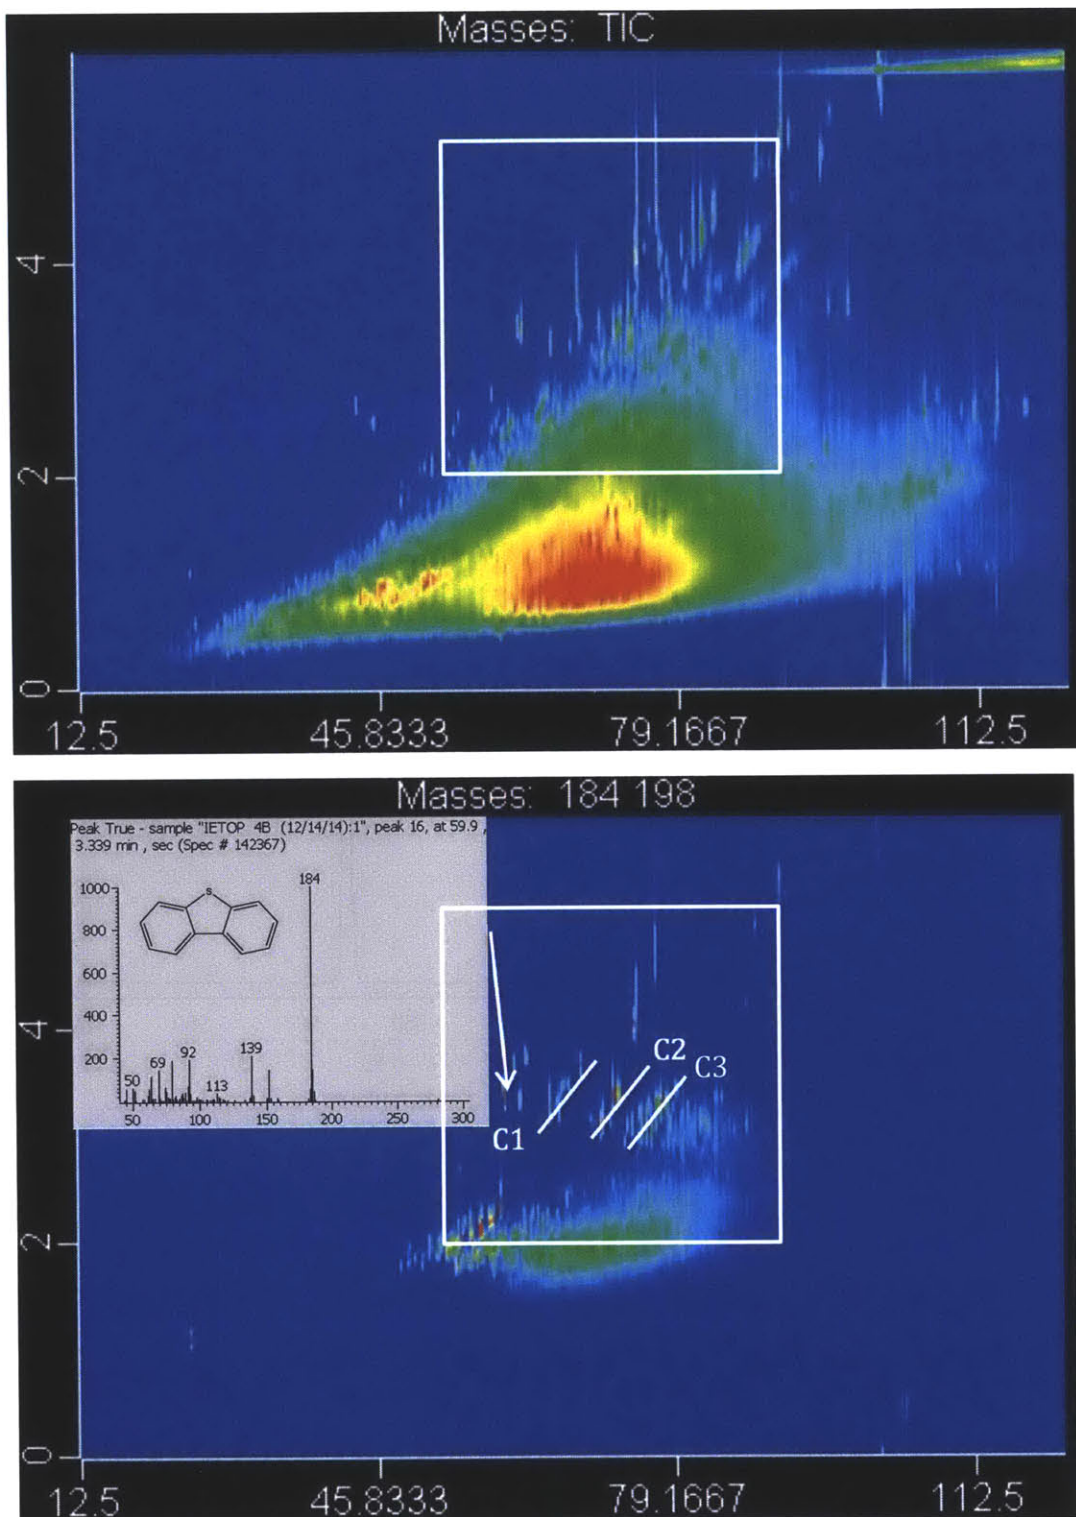 Masses: TIC
4
2
0
12.5 45.8333 79.1667 112.5
Masses: 184 198
Peak True - sample "IETOP 4B (12/14/14):1", peak 16, at 59.9 ,
3.339 min , sec (Spec # 142367)
184
1000
S
800
600
400
200
139
92
69
50
113
50 100 150 200 250 300
4
C2
C3
C1
2
0
12.5 45.8333 79.1667 112.5